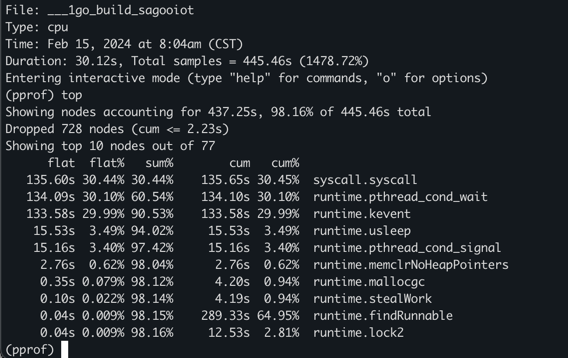 File: ___1go_build_sagooiot
Type: cpu
Time: Feb 15, 2024 at 8:04am (CST)
Duration: 30.12s, Total samples = 445.46s (1478.72%)
Entering interactive mode (type "help" for commands, "o" for options)
(pprof) top
Showing nodes accounting for 437.25s, 98.16% of 445.46s total
Dropped 728 nodes (cum <= 2.23s)
Showing top 10 nodes out of 77
flat flat% sum% cum cum%
135.60s 30.44% 30.44% 135.65s 30.45% syscall.syscall
134.09s 30.10% 60.54% 134.10s 30.10% runtime.pthread_cond_wait
133.58s 29.99% 90.53% 133.58s 29.99% runtime.kevent
15.53s 3.49% 94.02% 15.53s 3.49% runtime.usleep
15.16s 3.40% 97.42% 15.16s 3.40% runtime.pthread_cond_signal
2.76s 0.62% 98.04% 2.76s 0.62% runtime.memclrNoHeapPointers
0.35s 0.079% 98.12% 4.20s 0.94% runtime.mallocgc
0.10s 0.022% 98.14% 4.19s 0.94% runtime.stealWork
0.04s 0.009% 98.15% 289.33s 64.95% runtime.findRunnable
0.04s 0.009% 98.16% 12.53s 2.81% runtime.lock2
(pprof)